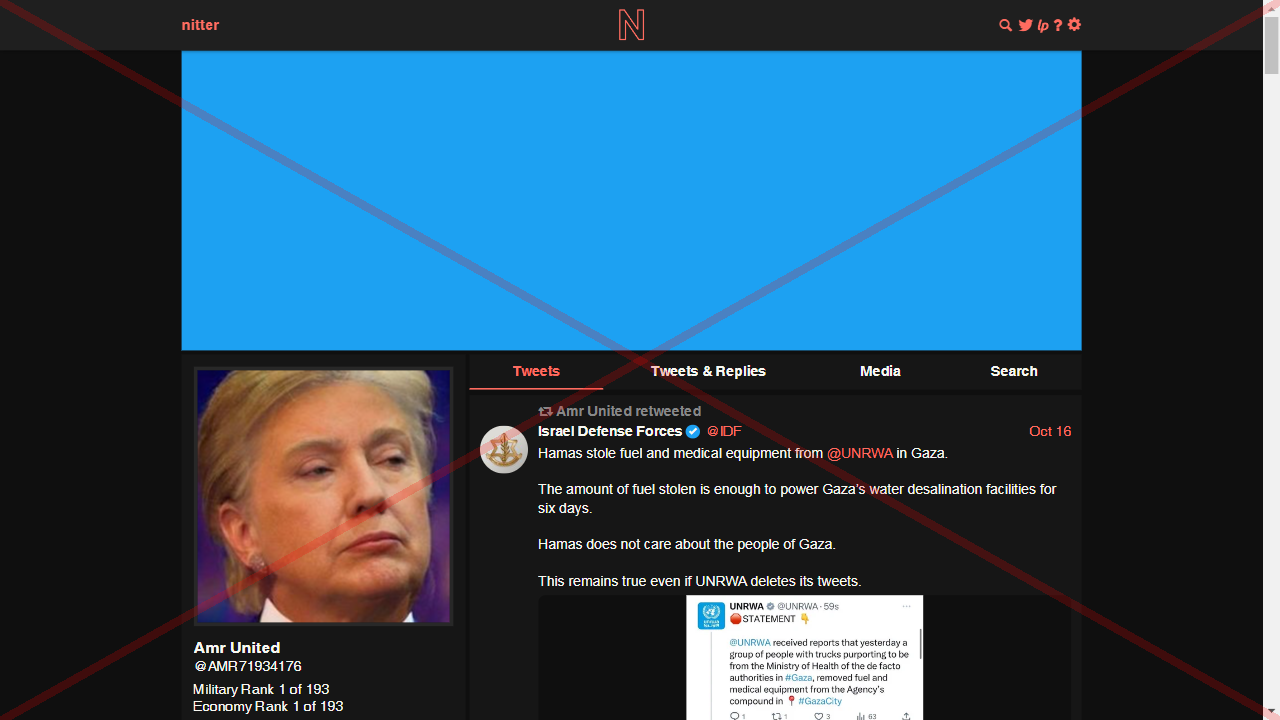 nitter
N
lp ?
Tweets
Tweets & Replies
Media
Search
Amr United retweeted
Israel Defense Forces @IDF Oct 16
Hamas stole fuel and medical equipment from @UNRWA in Gaza.
The amount of fuel stolen is enough to power Gaza's water desalination facilities for
six days.
Hamas does not care about the people of Gaza.
This remains true even if UNRWA deletes its tweets.
UNRWA @UNRWA · 59s
🛑STATEMENT 👇
@UNRWA received reports that yesterday a
group of people with trucks purporting to be
from the Ministry of Health of the de facto
authorities in #Gaza, removed fuel and
medical equipment from the Agency's
compound in 📍 #GazaCity
1 1 3 63
Amr United
@AMR71934176
Military Rank 1 of 193
Economy Rank 1 of 193